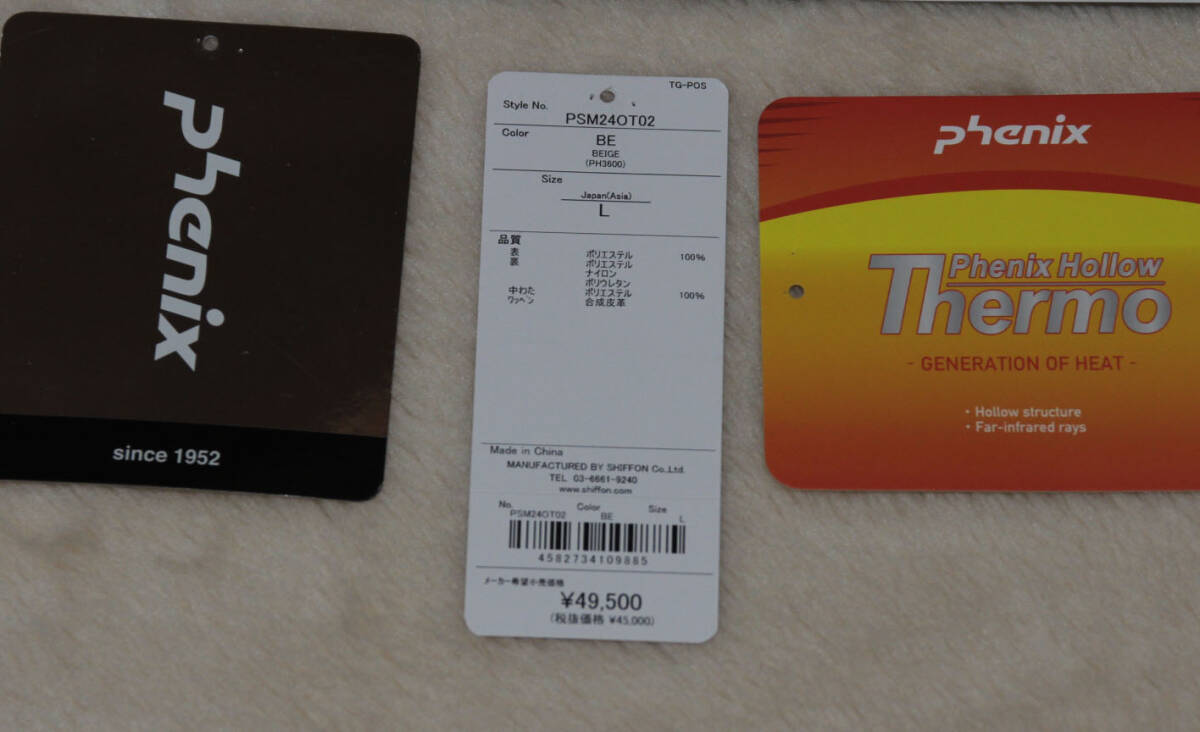 phenix
since 1952
TG-POS
Style No.
PSM24OT02
Color
BE
BEIGE
(PH3600)
Size
Japan(Asia)
L
品質
表 ポリエステル 100%
裏 ポリエステル
ナイロン
ポリウレタン
中わた ポリエステル 100%
ワッペン 合成皮革
Made in China
MANUFACTURED BY SHIFFON Co.,Ltd.
TEL 03-6661-9240
www.shiffon.com
No. Color Size
PSM24OT02 BE L
4582734109885
メーカー希望小売価格
¥49,500
(税抜価格 ¥45,000)
phenix
Phenix Hollow
Thermo
- GENERATION OF HEAT -
・Hollow structure
・Far-infrared rays